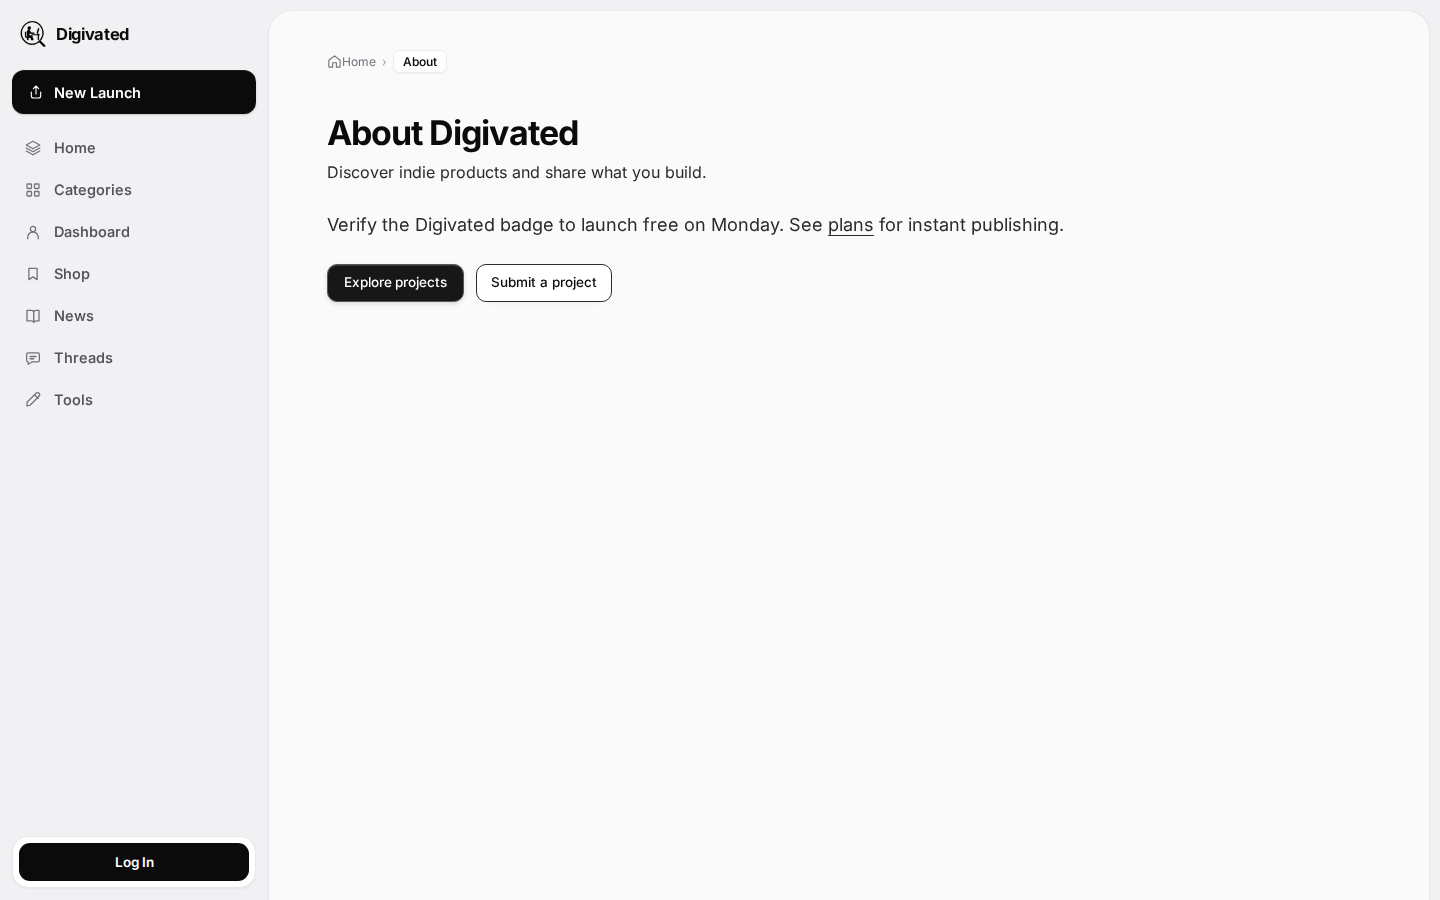 Digivated
New Launch
Home
Categories
Dashboard
Shop
News
Threads
Tools
Log In
Home › About
About Digivated
Discover indie products and share what you build.
Verify the Digivated badge to launch free on Monday. See plans for instant publishing.
Explore projects
Submit a project